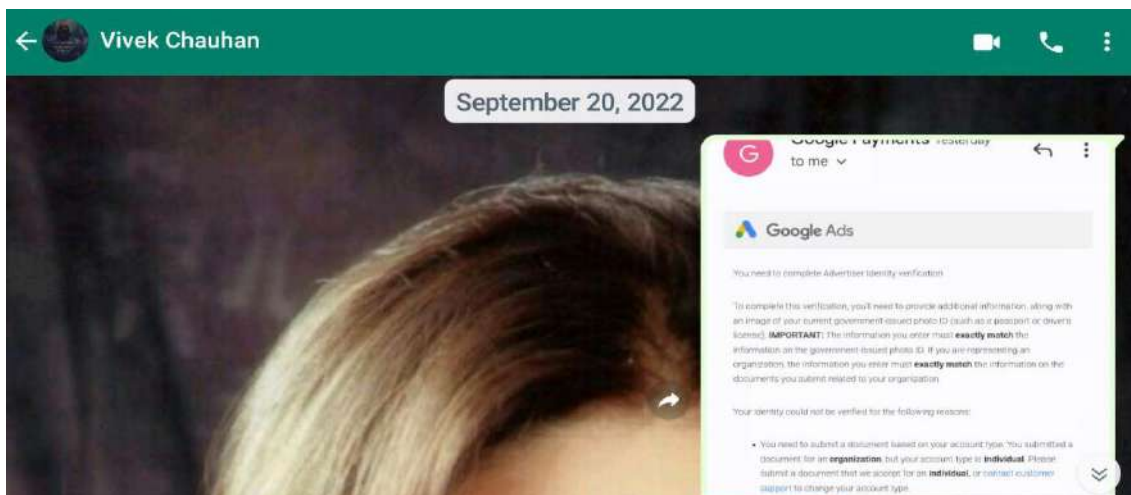 Vivek Chauhan
September 20, 2022
Google Payments Yesterday
to me
G
Google Ads
You need to complete Advertiser Identity verification
To complete this verification, you'll need to provide additional information, along with
an image of your current government-issued photo ID (such as a passport or driver's
license). IMPORTANT: The information you enter must exactly match the
information on the government-issued photo ID. If you are representing an
organization, the information you enter must exactly match the information on the
documents you submit related to your organization.
Your identity could not be verified for the following reasons:
• You need to submit a document based on your account type. You submitted a
document for an organization, but your account type is individual. Please
submit a document that we accept for an individual, or contact customer
support to change your account type.